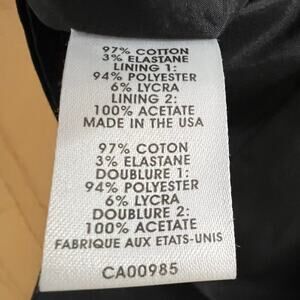 97% COTTON
3% ELASTANE
LINING 1:
94% POLYESTER
6% LYCRA
LINING 2:
100% ACETATE
MADE IN THE USA
97% COTON
3% ELASTANE
DOUBLURE 1:
94% POLYESTER
6% LYCRA
DOUBLURE 2:
100% ACETATE
FABRIQUE AUX ETATS-UNIS
CA00985